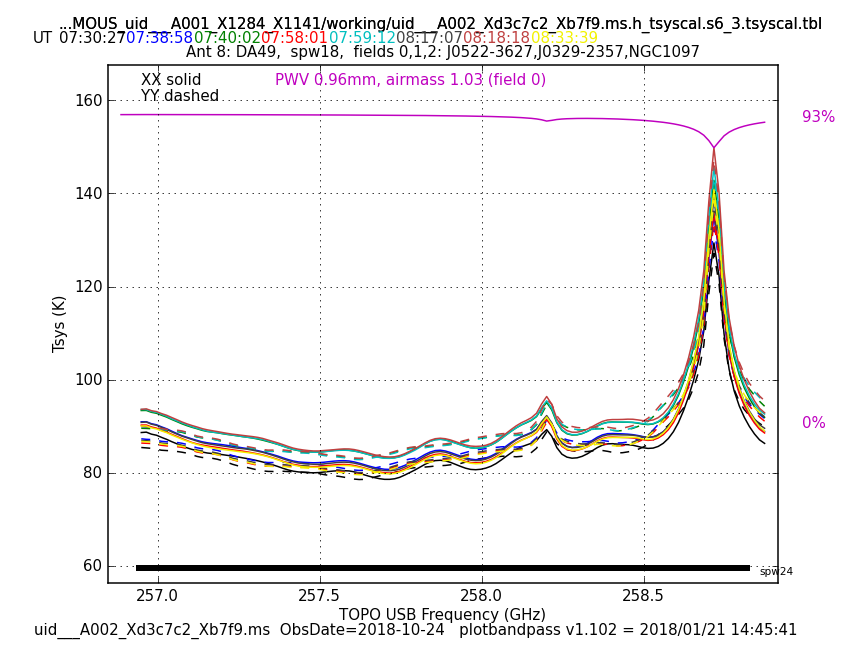 ...MOUS_uid___A001_X1284_X1141/working/uid___A002_Xd3c7c2_Xb7f9.ms.h_tsyscal.s6_3.tsyscal.tbl
UT 07:30:27 07:38:58 07:40:02 07:58:01 07:59:12 08:17:07 08:18:18 08:33:39
Ant 8: DA49, spw18, fields 0,1,2: J0522-3627,J0329-2357,NGC1097
XX solid PWV 0.96mm, airmass 1.03 (field 0)
YY dashed
160
93%
140
120
Tsys (K)
100
0%
80
60
spw24
257.0 257.5 258.0 258.5
TOPO USB Frequency (GHz)
uid___A002_Xd3c7c2_Xb7f9.ms ObsDate=2018-10-24 plotbandpass v1.102 = 2018/01/21 14:45:41